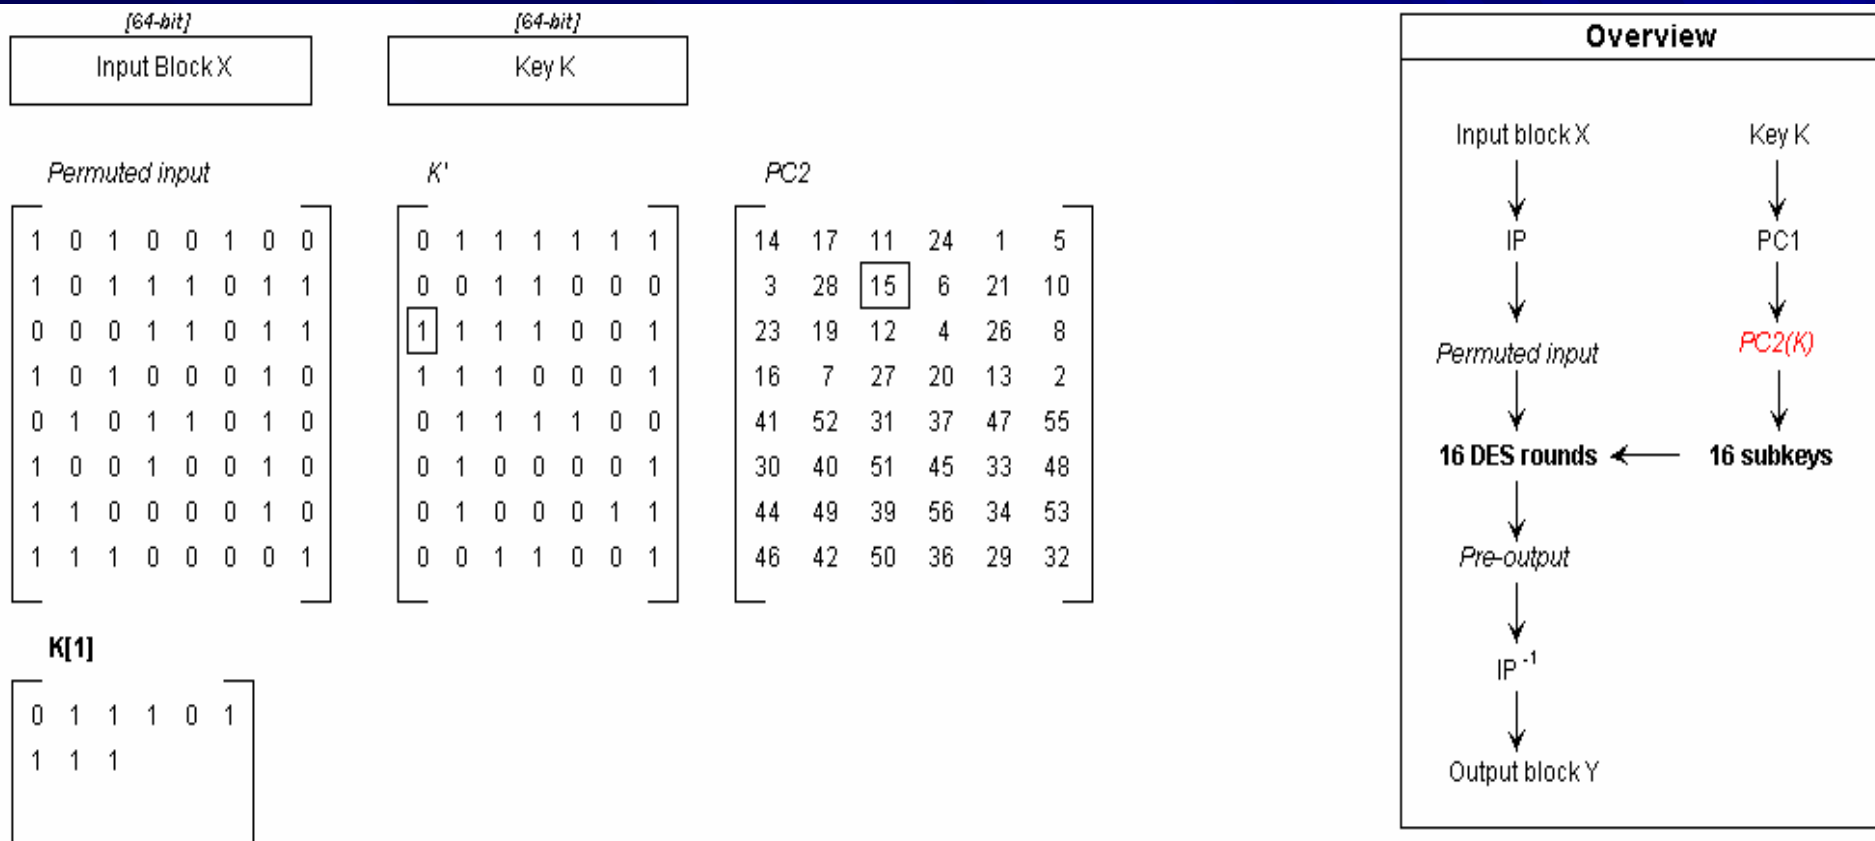 [64-bit]
Input Block X
[64-bit]
Key K
Permuted input
1 0 1 0 0 1 0 0
1 0 1 1 1 0 1 1
0 0 0 1 1 0 1 1
1 0 1 0 0 0 1 0
0 1 0 1 1 0 1 0
1 0 0 1 0 0 1 0
1 1 0 0 0 0 1 0
1 1 1 0 0 0 0 1
K'
0 1 1 1 1 1 1
0 0 1 1 0 0 0
1 1 1 1 0 0 1
1 1 1 0 0 0 1
0 1 1 1 1 0 0
0 1 0 0 0 0 1
0 1 0 0 0 1 1
0 0 1 1 0 0 1
PC2
14 17 11 24 1 5
3 28 15 6 21 10
23 19 12 4 26 8
16 7 27 20 13 2
41 52 31 37 47 55
30 40 51 45 33 48
44 49 39 56 34 53
46 42 50 36 29 32
K[1]
0 1 1 1 0 1
1 1 1
Overview
Input block X
Key K
IP
PC1
Permuted input
PC2(K)
16 DES rounds
16 subkeys
Pre-output
IP -1
Output block Y